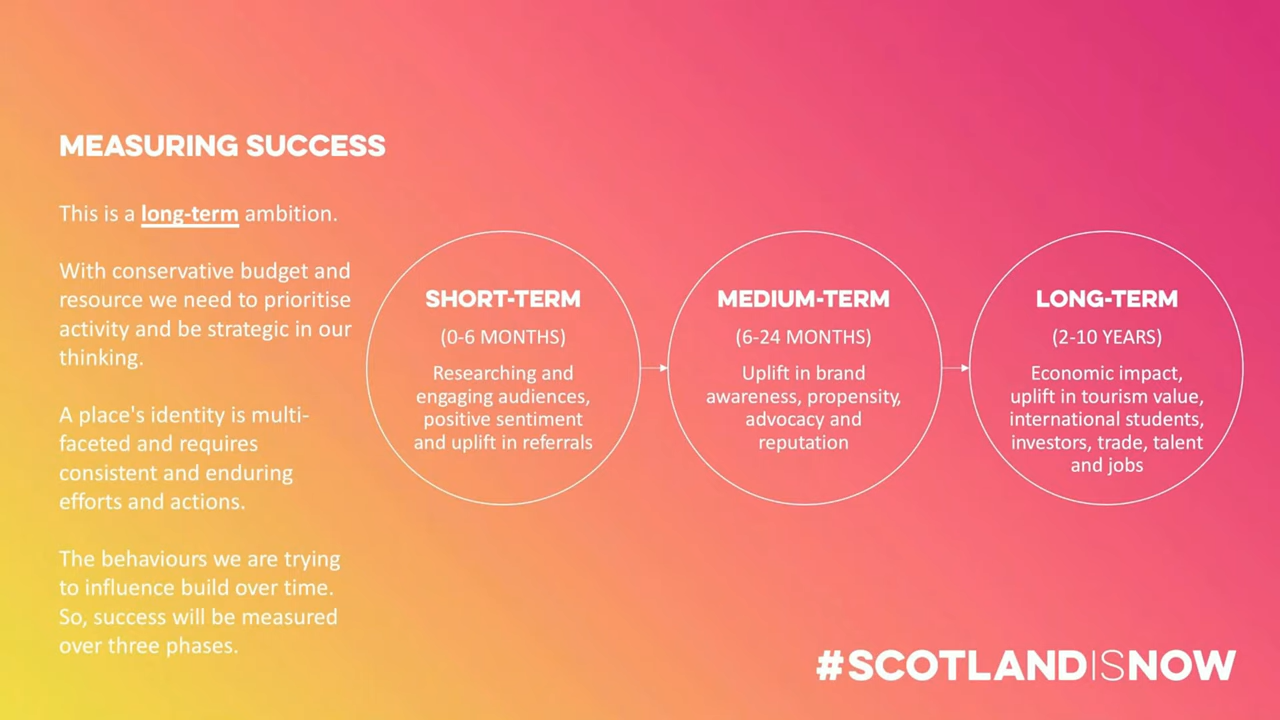 MEASURING SUCCESS
This is a long-term ambition.
With conservative budget and
resource we need to prioritise
activity and be strategic in our
thinking.
A place's identity is multi-
faceted and requires
consistent and enduring
efforts and actions.
The behaviours we are trying
to influence build over time.
So, success will be measured
over three phases.
SHORT-TERM
(0-6 MONTHS)
Researching and
engaging audiences,
positive sentiment
and uplift in referrals
MEDIUM-TERM
(6-24 MONTHS)
Uplift in brand
awareness, propensity,
advocacy and
reputation
LONG-TERM
(2-10 YEARS)
Economic impact,
uplift in tourism value,
international students,
investors, trade, talent
and jobs
#SCOTLANDISNOW